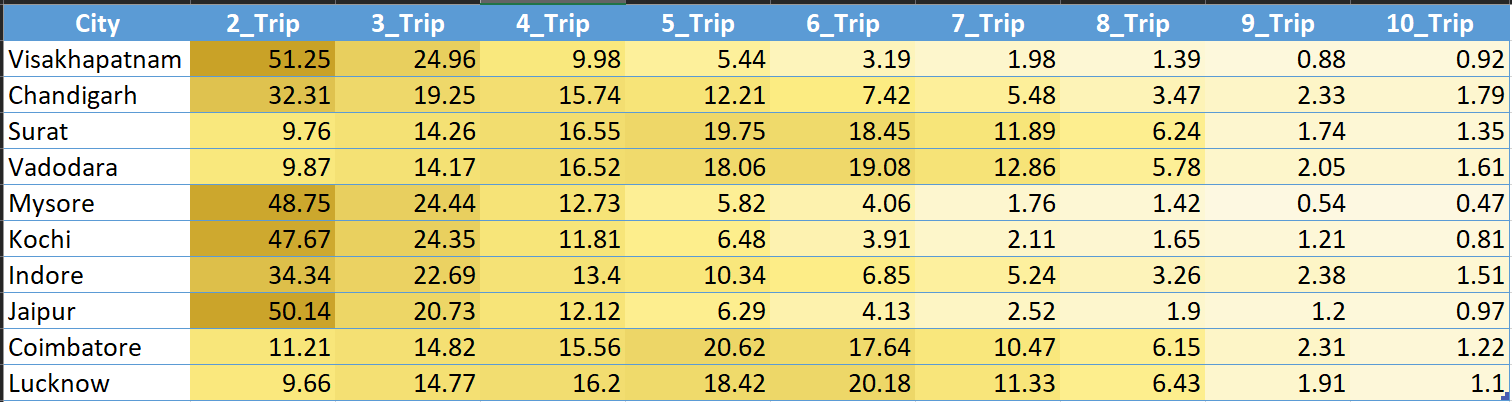 City 2_Trip 3_Trip 4_Trip 5_Trip 6_Trip 7_Trip 8_Trip 9_Trip 10_Trip
Visakhapatnam 51.25 24.96 9.98 5.44 3.19 1.98 1.39 0.88 0.92
Chandigarh 32.31 19.25 15.74 12.21 7.42 5.48 3.47 2.33 1.79
Surat 9.76 14.26 16.55 19.75 18.45 11.89 6.24 1.74 1.35
Vadodara 9.87 14.17 16.52 18.06 19.08 12.86 5.78 2.05 1.61
Mysore 48.75 24.44 12.73 5.82 4.06 1.76 1.42 0.54 0.47
Kochi 47.67 24.35 11.81 6.48 3.91 2.11 1.65 1.21 0.81
Indore 34.34 22.69 13.4 10.34 6.85 5.24 3.26 2.38 1.51
Jaipur 50.14 20.73 12.12 6.29 4.13 2.52 1.9 1.2 0.97
Coimbatore 11.21 14.82 15.56 20.62 17.64 10.47 6.15 2.31 1.22
Lucknow 9.66 14.77 16.2 18.42 20.18 11.33 6.43 1.91 1.1